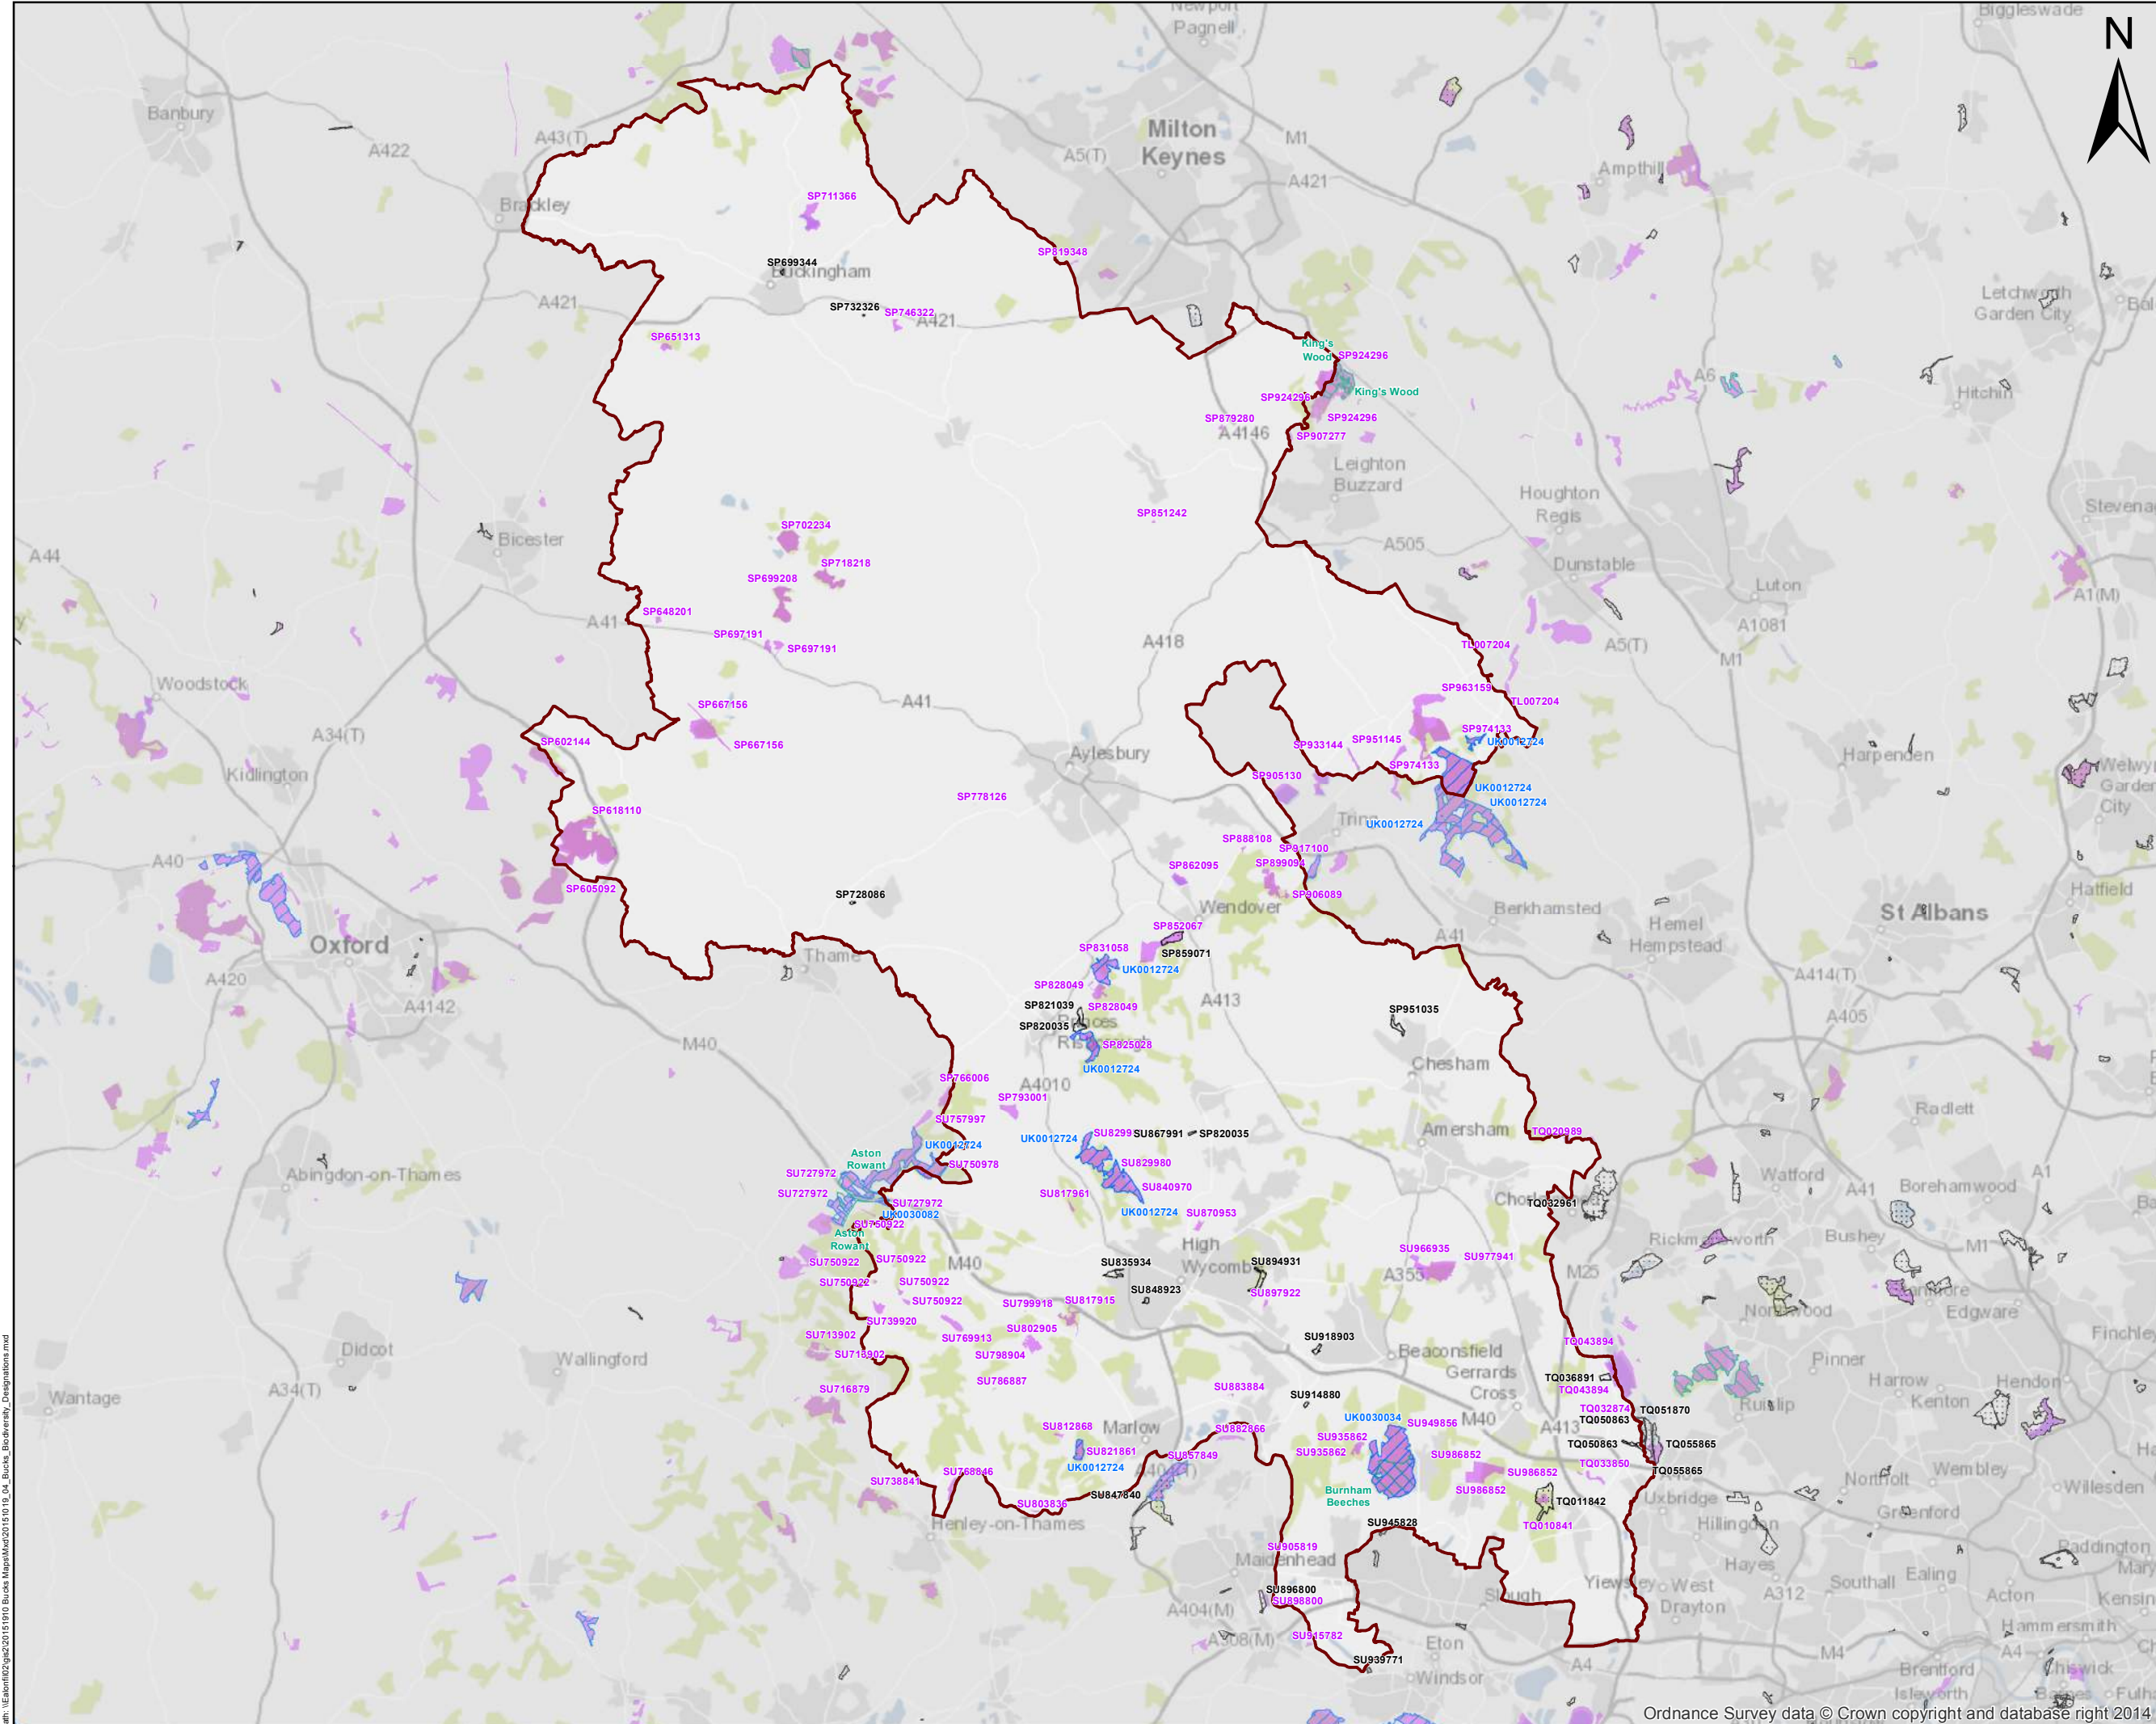 Newport
Pagnell
Biggleswade
N
Banbury
A43(T)
A422
Milton
Keynes
A5(T)
M1
A421
Ampthill
Brackley
SP711366
SP819348
SP699344
Buckingham
A421
SP732326
SP746322
A421
SP651313
Letchworth
Garden City
King's
Wood
SP924296
King's Wood
SP924296
SP924296
SP879280
A4146
SP907277
A6
Hitchin
Leighton
Buzzard
Houghton
Regis
Stevena
SP851242
SP702234
Bicester
A44
A505
Dunstable
SP718218
SP699208
Luton
A1(M)
SP648201
A41
SP697191
SP697191
A418
A1081
TL007204
A5(T)
M1
Woodstock
SP667156
A41
SP963159
TL007204
A34(T)
SP602144
SP667156
SP974133
UK0012724
SP951145
SP933144
SP974133
SP905130
Aylesbury
Kidlington
Harpenden
Welwyn
Garden
City
UK0012724
UK0012724
UK0012724
SP778126
SP618110
Tring
SP888108
SP917100
A40
SP862095
SP899094
SP605092
SP728086
SP906089
Wendover
Berkhamsted
Hemel
Hempstead
St Albans
Hatfield
Oxford
A420
A4142
Thame
SP852067
SP831058
SP859071
UK0012724
SP828049
A41
A414(T)
SP821039
SP828049
A413
SP951035
SP820035
Princes
Risborough
A405
M40
SP825028
UK0012724
Chesham
SP766006
A4010
SP793001
Radlett
SU757997
UK0012724
SU8299
SU867991
SP820035
Amersham
TQ020989
UK0012724
Aston
Rowant
SU750978
SU829980
Abingdon-on-Thames
SU727972
SU727972
SU840970
SU817961
Watford
A41
A1
Borehamwood
SU727972
UK0030082
UK0012724
SU870953
TQ032961
SU750922
Aston
Rowant
Rickmansworth
Bushey
M1
SU750922
SU750922
M40
High
Wycombe
SU835934
SU894931
SU966935
SU977941
A355
M25
SU750922
SU750922
SU750922
SU848923
SU897922
SU799918
SU817915
Edgware
SU739920
SU769913
SU802905
SU713902
SU713902
SU798904
SU918903
TQ043894
Finchley
Didcot
Wallingford
Beaconsfield
Gerrards
Cross
Pinner
Wantage
A34(T)
SU716879
SU786887
SU883884
SU914880
TQ036891
TQ043894
Harrow
Kenton
Hendon
Ruislip
SU812868
Marlow
SU882866
UK0030034
SU949856
M40
A413
TQ032874
TQ051870
TQ050863
SU935862
SU935862
TQ050863
TQ055865
SU821861
UK0012724
SU857849
SU986852
SU986852
SU986852
TQ033850
TQ055865
SU738841
SU768846
SU803836
SU847840
Burnham
Beeches
TQ011842
TQ010841
Northolt
Wembley
Willesden
Uxbridge
Greenford
Henley-on-Thames
SU945828
Hillingdon
SU905819
Maidenhead
Hayes
Southall
Ealing
Paddington
SU896800
SU898800
Slough
Yiewsley
West
Drayton
A312
Acton
A404(M)
A308(M)
SU915782
SU939771
Eton
Windsor
A4
M4
A4
Hammersmith
Brentford
Isleworth
Chiswick
Barnes
Ordnance Survey data © Crown copyright and database right 2014